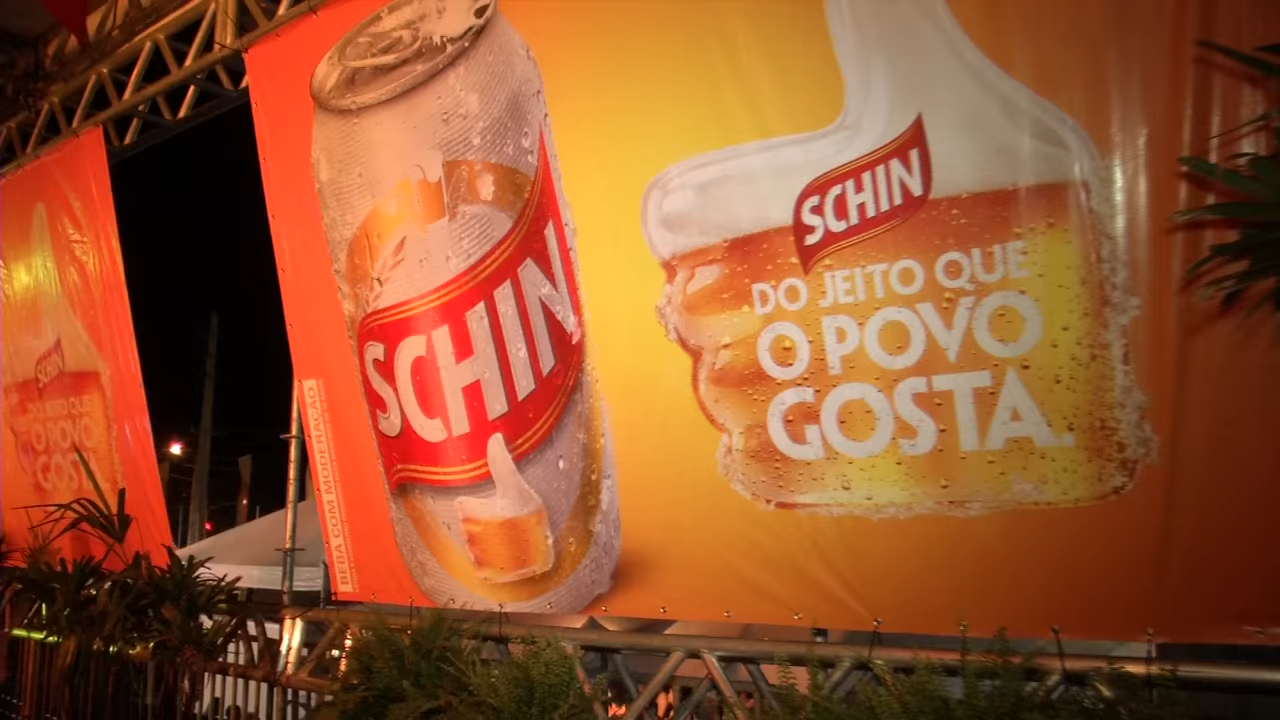 SCHIN
DO JEITO QUE
O POVO
GOSTA.
SCHIN
BEBA COM MODERAÇÃO
SCHIN
DO JEITO QUE
O POVO
GOSTA